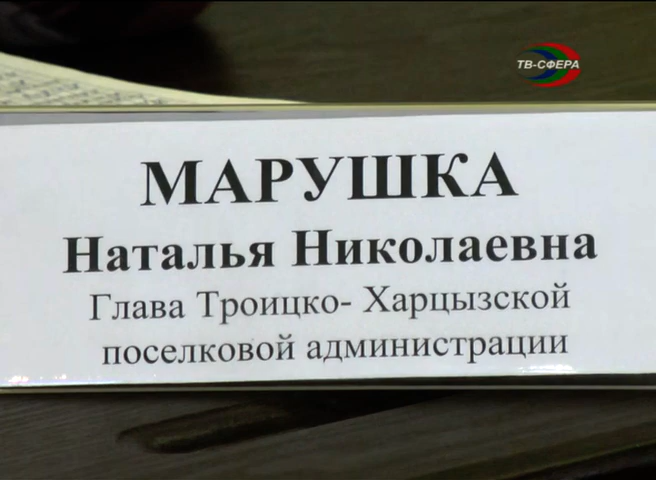 ТВ-СФЕРА
МАРУШКА
Наталья Николаевна
Глава Троицко- Харцызской
поселковой администрации